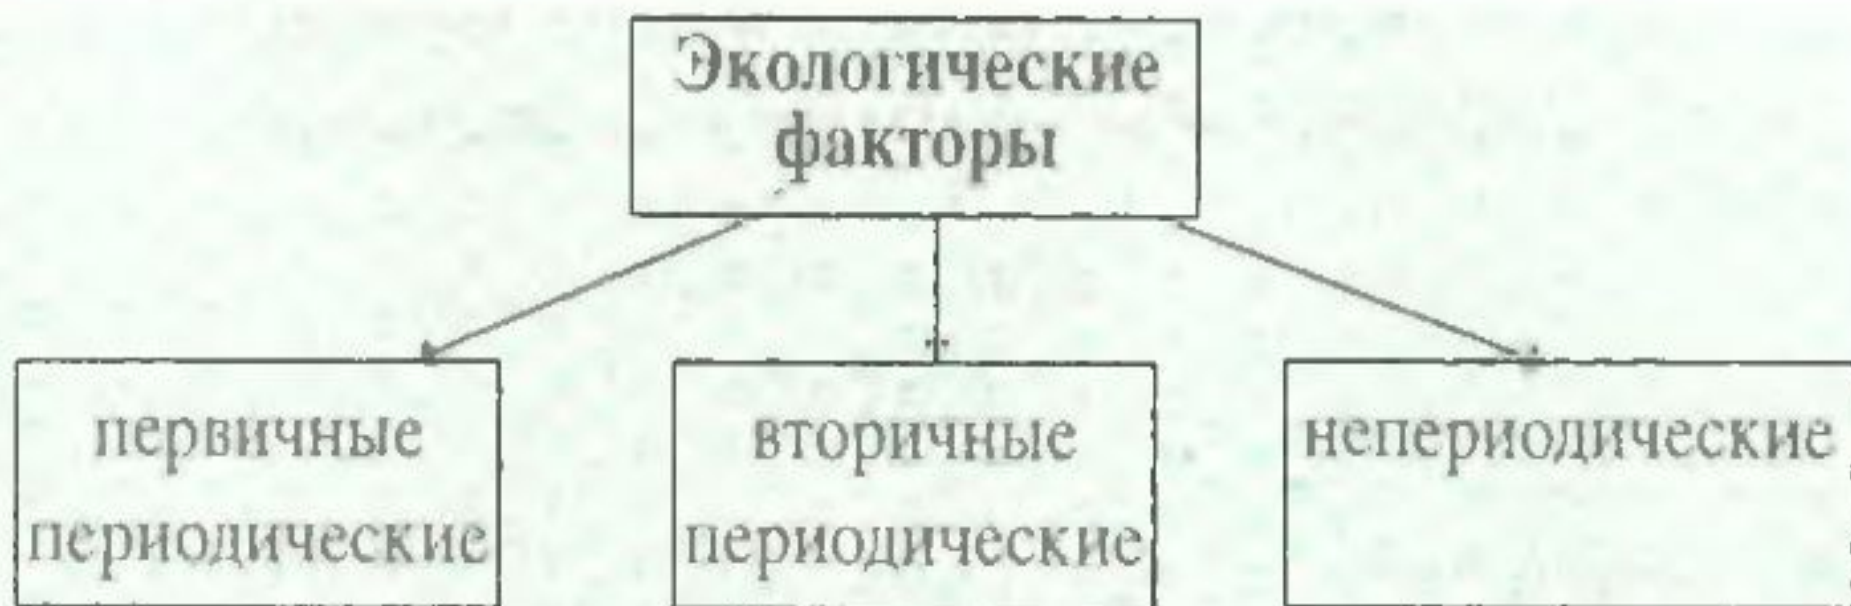 Экологические
факторы
первичные
периодические
вторичные
периодические
непериодические